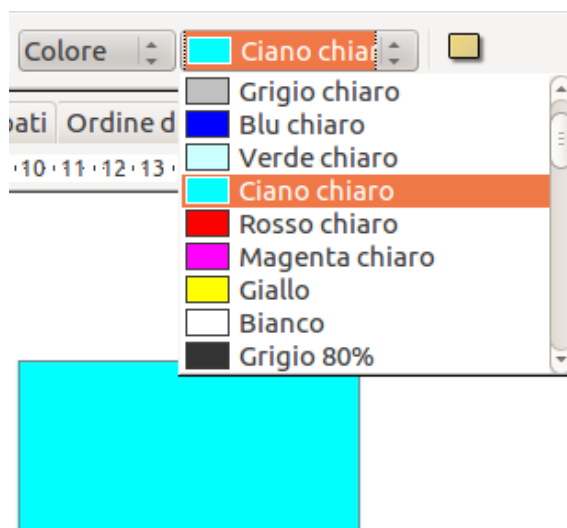 Colore
Ciano chiar
Grigio chiaro
pati Ordine d
Blu chiaro
Verde chiaro
10 11 12 13
Ciano chiaro
Rosso chiaro
Magenta chiaro
Giallo
Bianco
Grigio 80%